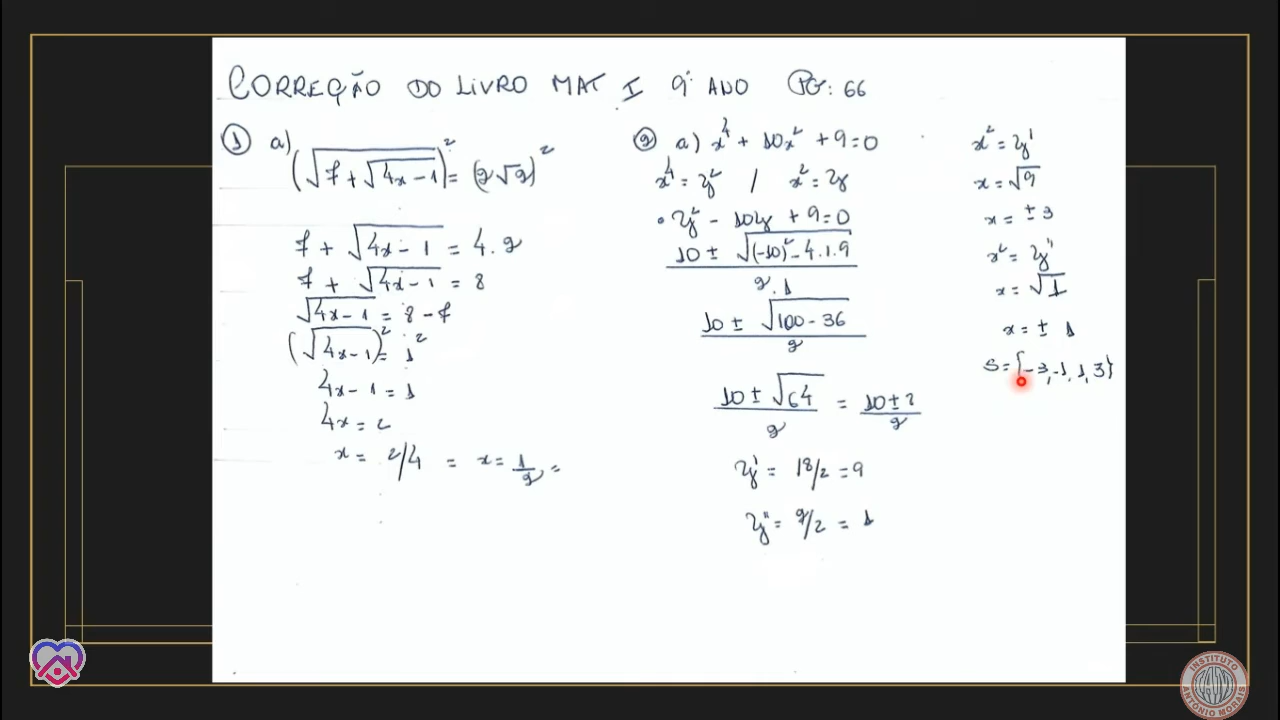 CORREÇÃO DO LIVRO MAT I 9º ANO PG: 66
① a) (√(7 + √(4x - 1)))² = (2√2)²
7 + √(4x - 1) = 4 . 2
7 + √(4x - 1) = 8
√(4x - 1) = 8 - 7
(√(4x - 1))² = 1²
4x - 1 = 1
4x = 2
x = 2/4 = x = 1/2 =
② a) x⁴ + 10x² + 9 = 0
x⁴ = y² / x² = y
• y² - 10y + 9 = 0
10 ± √((-10)² - 4.1.9)
2 . 1
10 ± √(100 - 36)
2
10 ± √64 / 2 = 10 ± ? / 2
y' = 18/2 = 9
y'' = 2/2 = 1
x² = y'
x = √9
x = ± 3
x² = y''
x = √1
x = ± 1
S = {-3, -1, 1, 3}
INSTITUTO
ANTÔNIO MORAIS